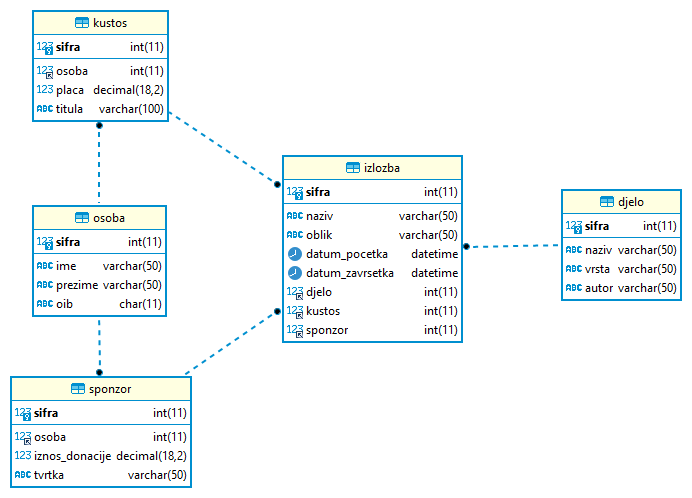 kustos
123 sifra int(11)
123 osoba int(11)
123 placa decimal(18,2)
ABC titula varchar(100)
izlozba
123 sifra int(11)
ABC naziv varchar(50)
ABC oblik varchar(50)
datum_pocetka datetime
datum_zavrsetka datetime
123 djelo int(11)
123 kustos int(11)
123 sponzor int(11)
djelo
123 sifra int(11)
ABC naziv varchar(50)
ABC vrsta varchar(50)
ABC autor varchar(50)
osoba
123 sifra int(11)
ABC ime varchar(50)
ABC prezime varchar(50)
ABC oib char(11)
sponzor
123 sifra int(11)
123 osoba int(11)
123 iznos_donacije decimal(18,2)
ABC tvrtka varchar(50)